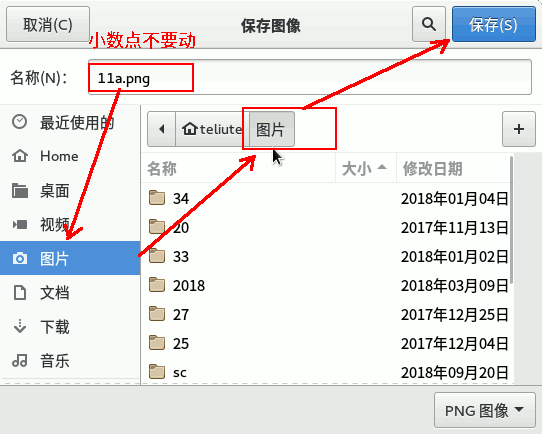 取消(C) 保存图像 保存(S)
小数点不要动
名称(N)： 11a.png
最近使用的
Home
桌面
视频
图片
文档
下载
音乐
teliute 图片
名称 大小 修改日期
34 2018年01月04日
20 2017年11月13日
33 2018年01月02日
2018 2018年03月09日
27 2017年12月25日
25 2017年12月04日
sc 2018年09月20日
PNG 图像